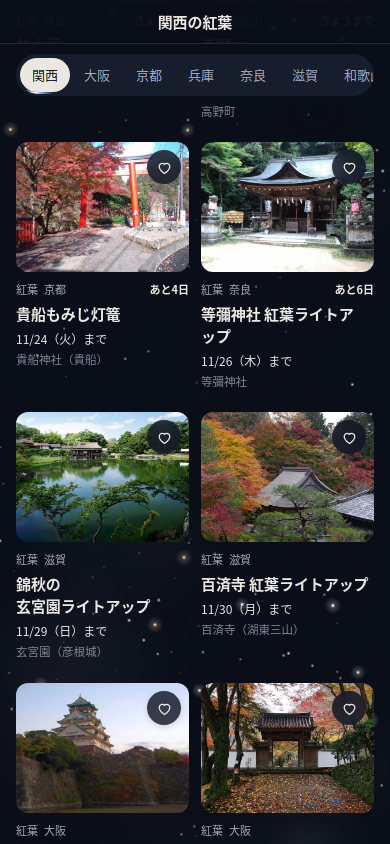 関西の紅葉
関西
大阪
京都
兵庫
奈良
滋賀
高野町
紅葉 京都
あと4日
貴船もみじ灯篭
11/24（火）まで
貴船神社（貴船）
紅葉 奈良
あと6日
等彌神社 紅葉ライトア
ップ
11/26（木）まで
等彌神社
紅葉 滋賀
錦秋の
玄宮園ライトアップ
11/29（日）まで
玄宮園（彦根城）
紅葉 滋賀
百済寺 紅葉ライトアップ
11/30（月）まで
百済寺（湖東三山）
紅葉 大阪
紅葉 大阪